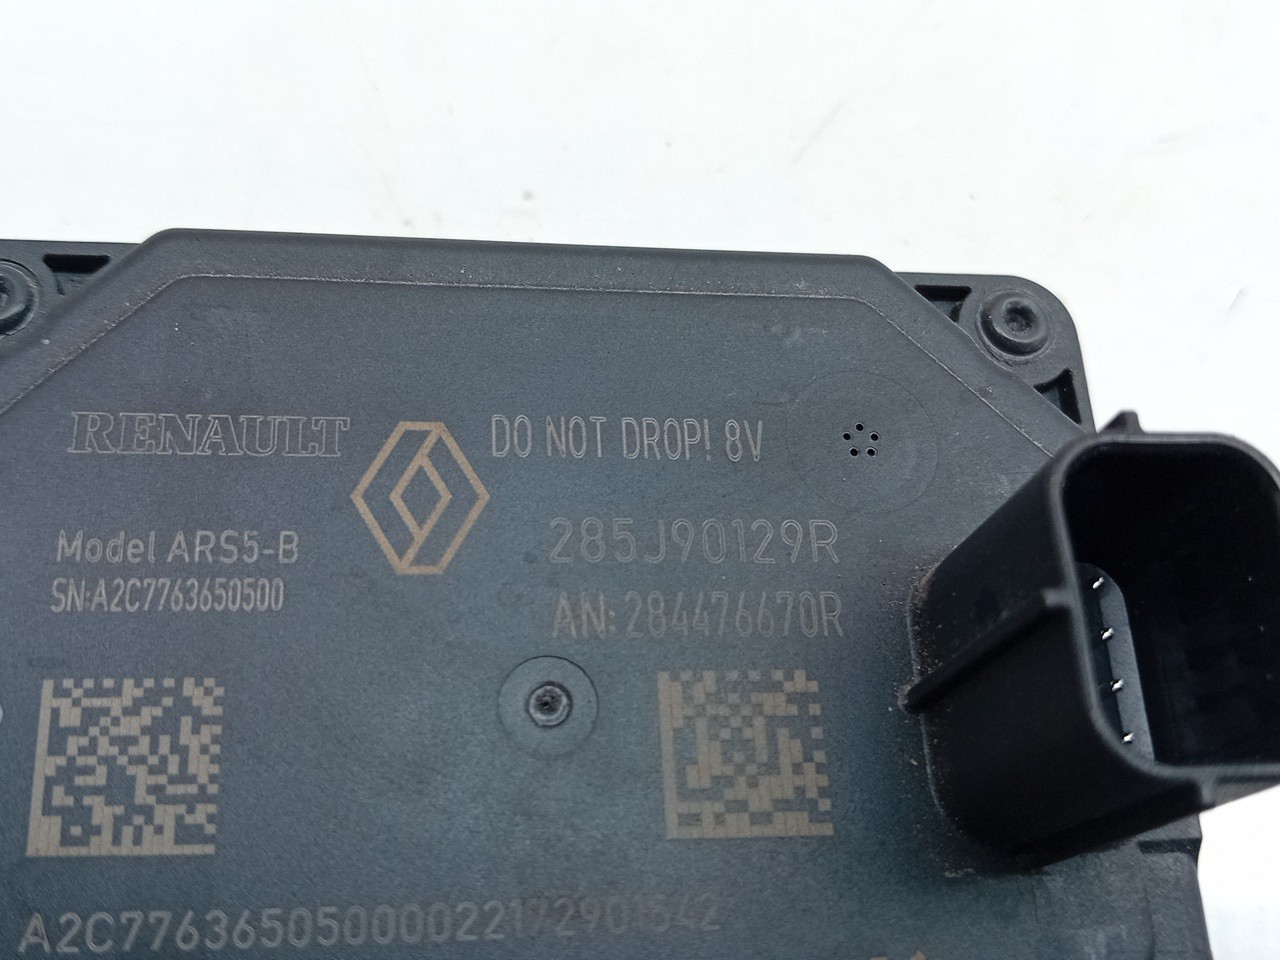 RENAULT
DO NOT DROP! 8V
Model ARS5-B
SN:A2C7763650500
285J90129R
AN: 284476670R
A2C77636505000022172901542